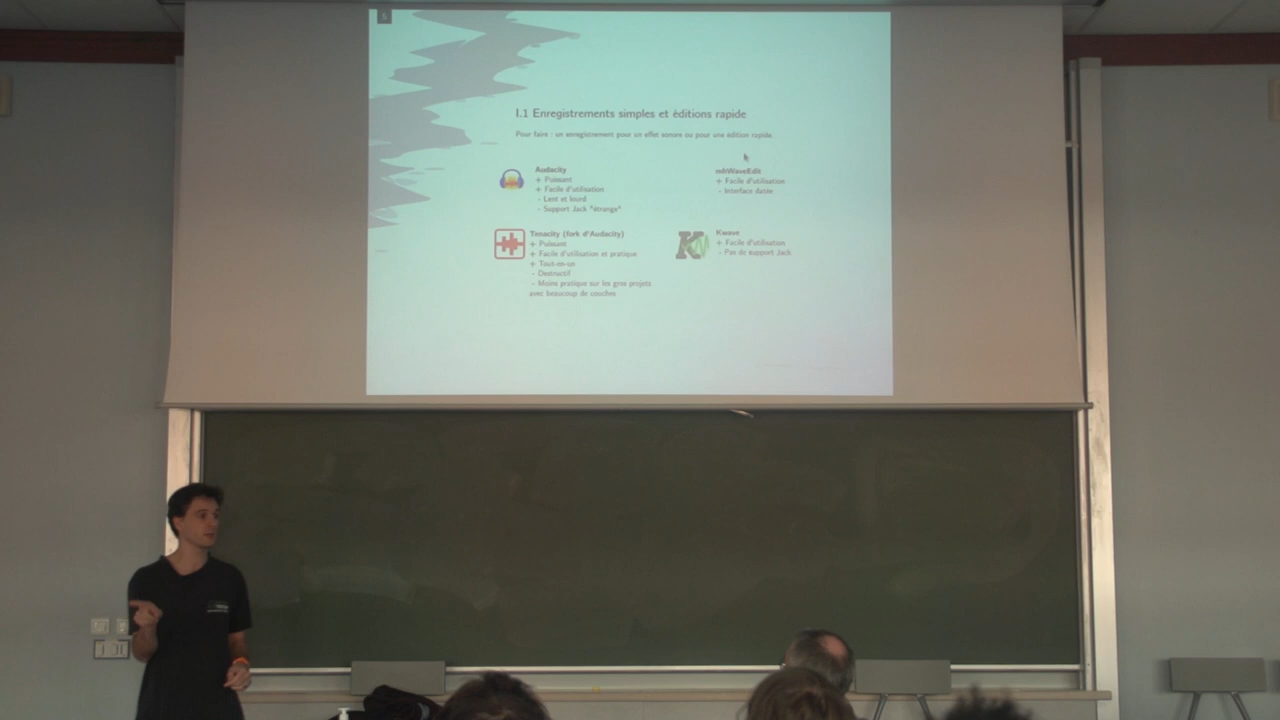 5
I.1 Enregistrements simples et éditions rapide
Pour faire : un enregistrement pour un effet sonore ou pour une édition rapide.
Audacity
+ Puissant
+ Facile d'utilisation
- Lent et lourd
- Support Jack "étrange"
Tenacity (fork d'Audacity)
+ Puissant
+ Facile d'utilisation et pratique
+ Tout-en-un
- Destructif
- Moins pratique sur les gros projets
avec beaucoup de couches
mhWaveEdit
+ Facile d'utilisation
- Interface datée
Kwave
+ Facile d'utilisation
- Pas de support Jack